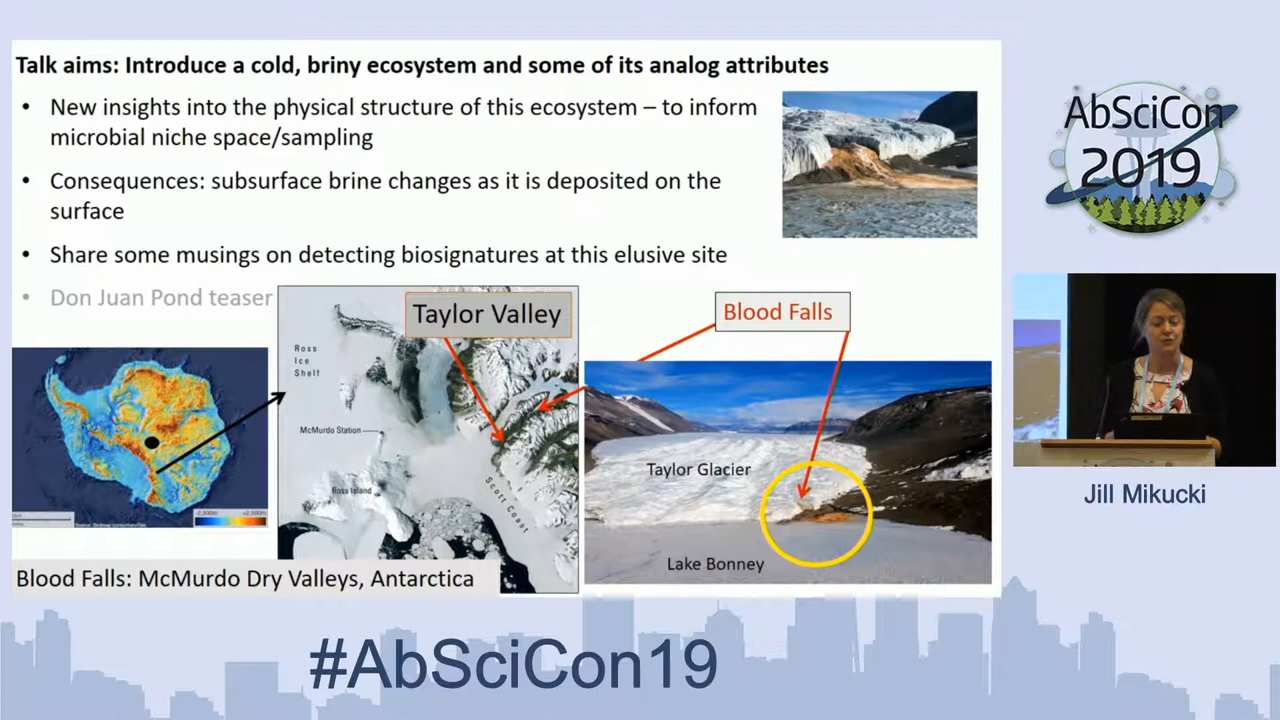 Talk aims: Introduce a cold, briny ecosystem and some of its analog attributes
• New insights into the physical structure of this ecosystem – to inform
microbial niche space/sampling
• Consequences: subsurface brine changes as it is deposited on the
surface
• Share some musings on detecting biosignatures at this elusive site
• Don Juan Pond teaser
Taylor Valley
Blood Falls
Ross
Ice
Shelf
McMurdo Station
Ross Island
Scott Coast
Taylor Glacier
Lake Bonney
Blood Falls: McMurdo Dry Valleys, Antarctica
AbSciCon
2019
Jill Mikucki
#AbSciCon19